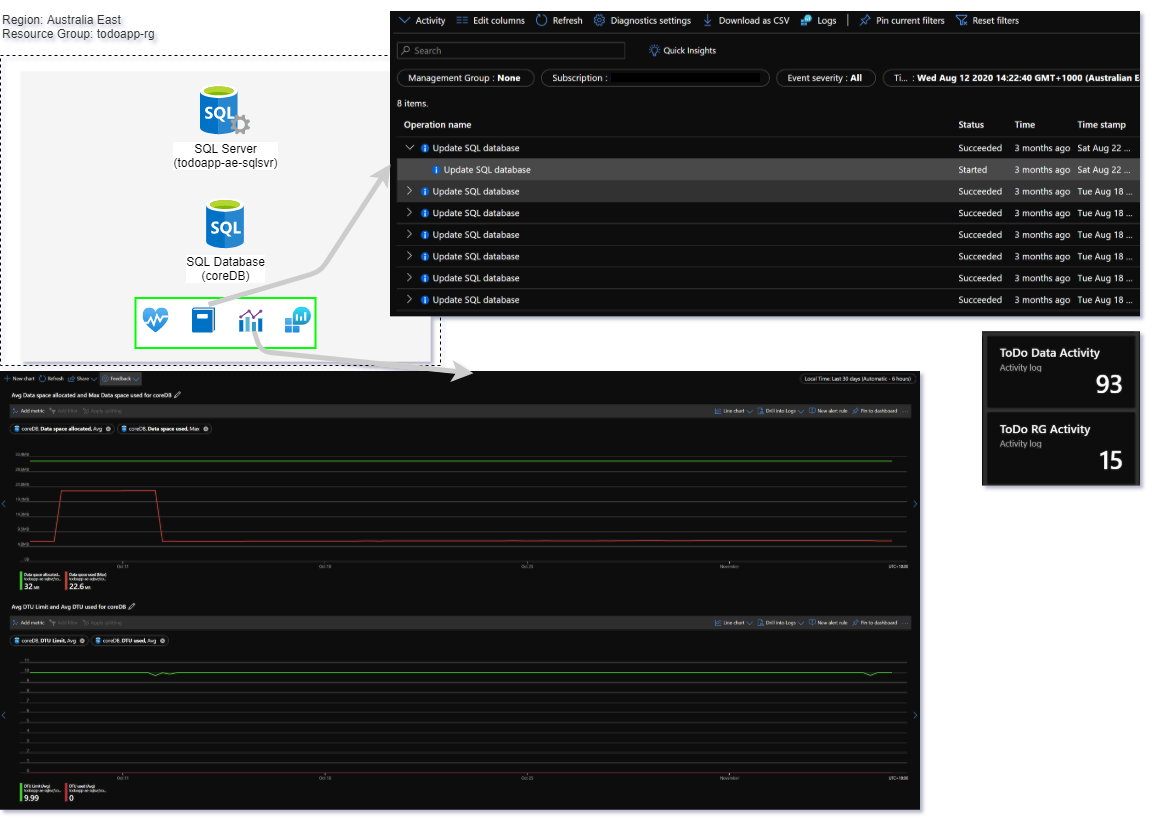 Region: Australia East
Resource Group: todoapp-rg
SQL
SQL Server
(todoapp-ae-sqlsvr)
SQL
SQL Database
(coreDB)
Activity Edit columns Refresh Diagnostics settings Download as CSV Logs Pin current filters Reset filters
Search Quick Insights
Management Group : None Subscription : Event severity : All Ti... : Wed Aug 12 2020 14:22:40 GMT+1000 (Australian E
8 items.
Operation name Status Time Time stamp
Update SQL database Succeeded 3 months ago Sat Aug 22 ...
Update SQL database Started 3 months ago Sat Aug 22 ...
Update SQL database Succeeded 3 months ago Tue Aug 18 ...
Update SQL database Succeeded 3 months ago Tue Aug 18 ...
Update SQL database Succeeded 3 months ago Tue Aug 18 ...
Update SQL database Succeeded 3 months ago Tue Aug 18 ...
Update SQL database Succeeded 3 months ago Tue Aug 18 ...
Update SQL database Succeeded 3 months ago Tue Aug 18 ...
ToDo Data Activity
Activity log
93
ToDo RG Activity
Activity log
15
New chart Refresh Share Feedback Local Time: Last 30 days (Automatic - 6 hours)
Avg Data space allocated and Max Data space used for coreDB
Add metric Add filter Apply splitting Line chart Drill into Logs New alert rule Pin to dashboard ...
coreDB, Data space allocated, Avg coreDB, Data space used, Max
Oct 11 Oct 18 Oct 25 November UTC+10:00
Data space allocated... Data space used (Max)
32 MB 22.6 MB
Avg DTU Limit and Avg DTU used for coreDB
Add metric Add filter Apply splitting Line chart Drill into Logs New alert rule Pin to dashboard ...
coreDB, DTU Limit, Avg coreDB, DTU used, Avg
11
10
9
8
7
6
5
4
3
2
1
0
Oct 11 Oct 18 Oct 25 November UTC+10:00
DTU Limit (Avg) DTU used (Avg)
9.99 0